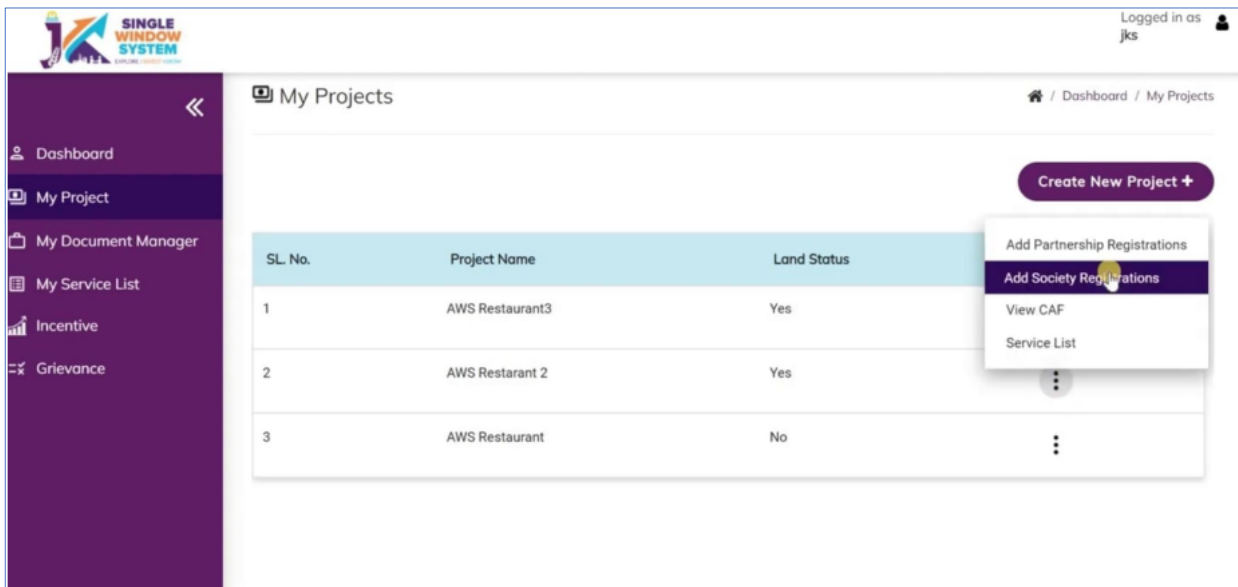 SINGLE
WINDOW
SYSTEM
Logged in as
jks
My Projects
/ Dashboard / My Projects
Dashboard
My Project
My Document Manager
My Service List
Incentive
Grievance
Create New Project +
SL. No. Project Name Land Status
Add Partnership Registrations
Add Society Registrations
View CAF
Service List
1 AWS Restaurant3 Yes
2 AWS Restarant 2 Yes
3 AWS Restaurant No